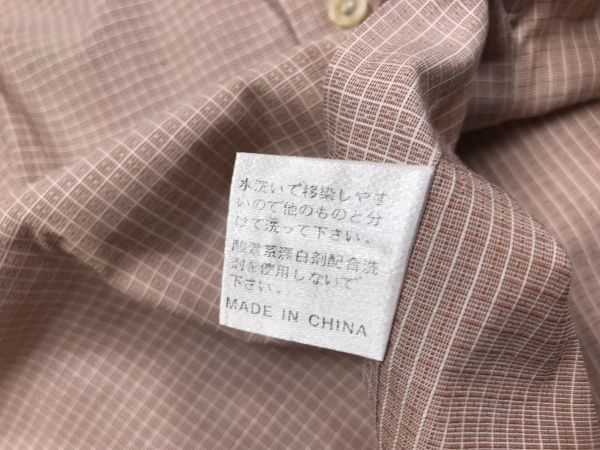 水洗いで移染しやす
いので他のものと分
けて洗って下さい。
酸素系漂白剤配合洗
剤を使用しないで
下さい。
MADE IN CHINA